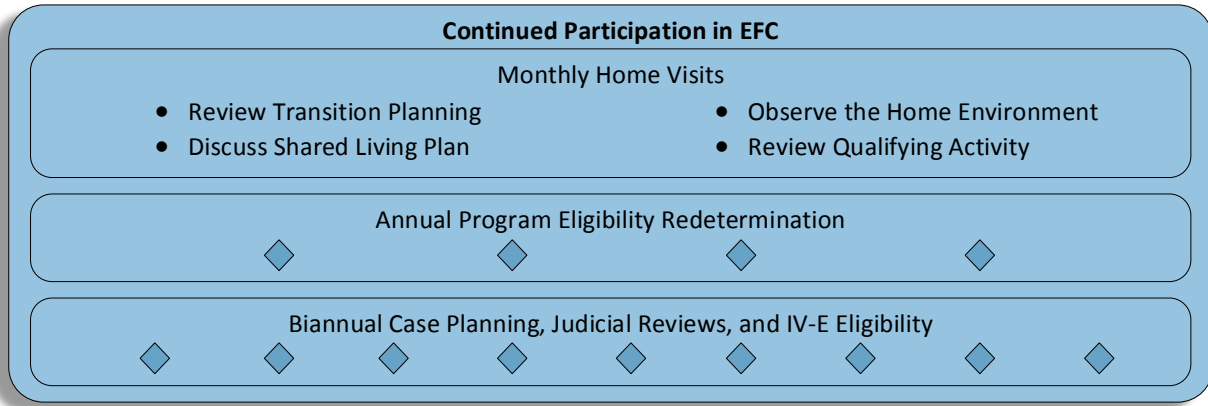 Continued Participation in EFC
Monthly Home Visits
• Review Transition Planning
• Discuss Shared Living Plan
• Observe the Home Environment
• Review Qualifying Activity
Annual Program Eligibility Redetermination
Biannual Case Planning, Judicial Reviews, and IV-E Eligibility